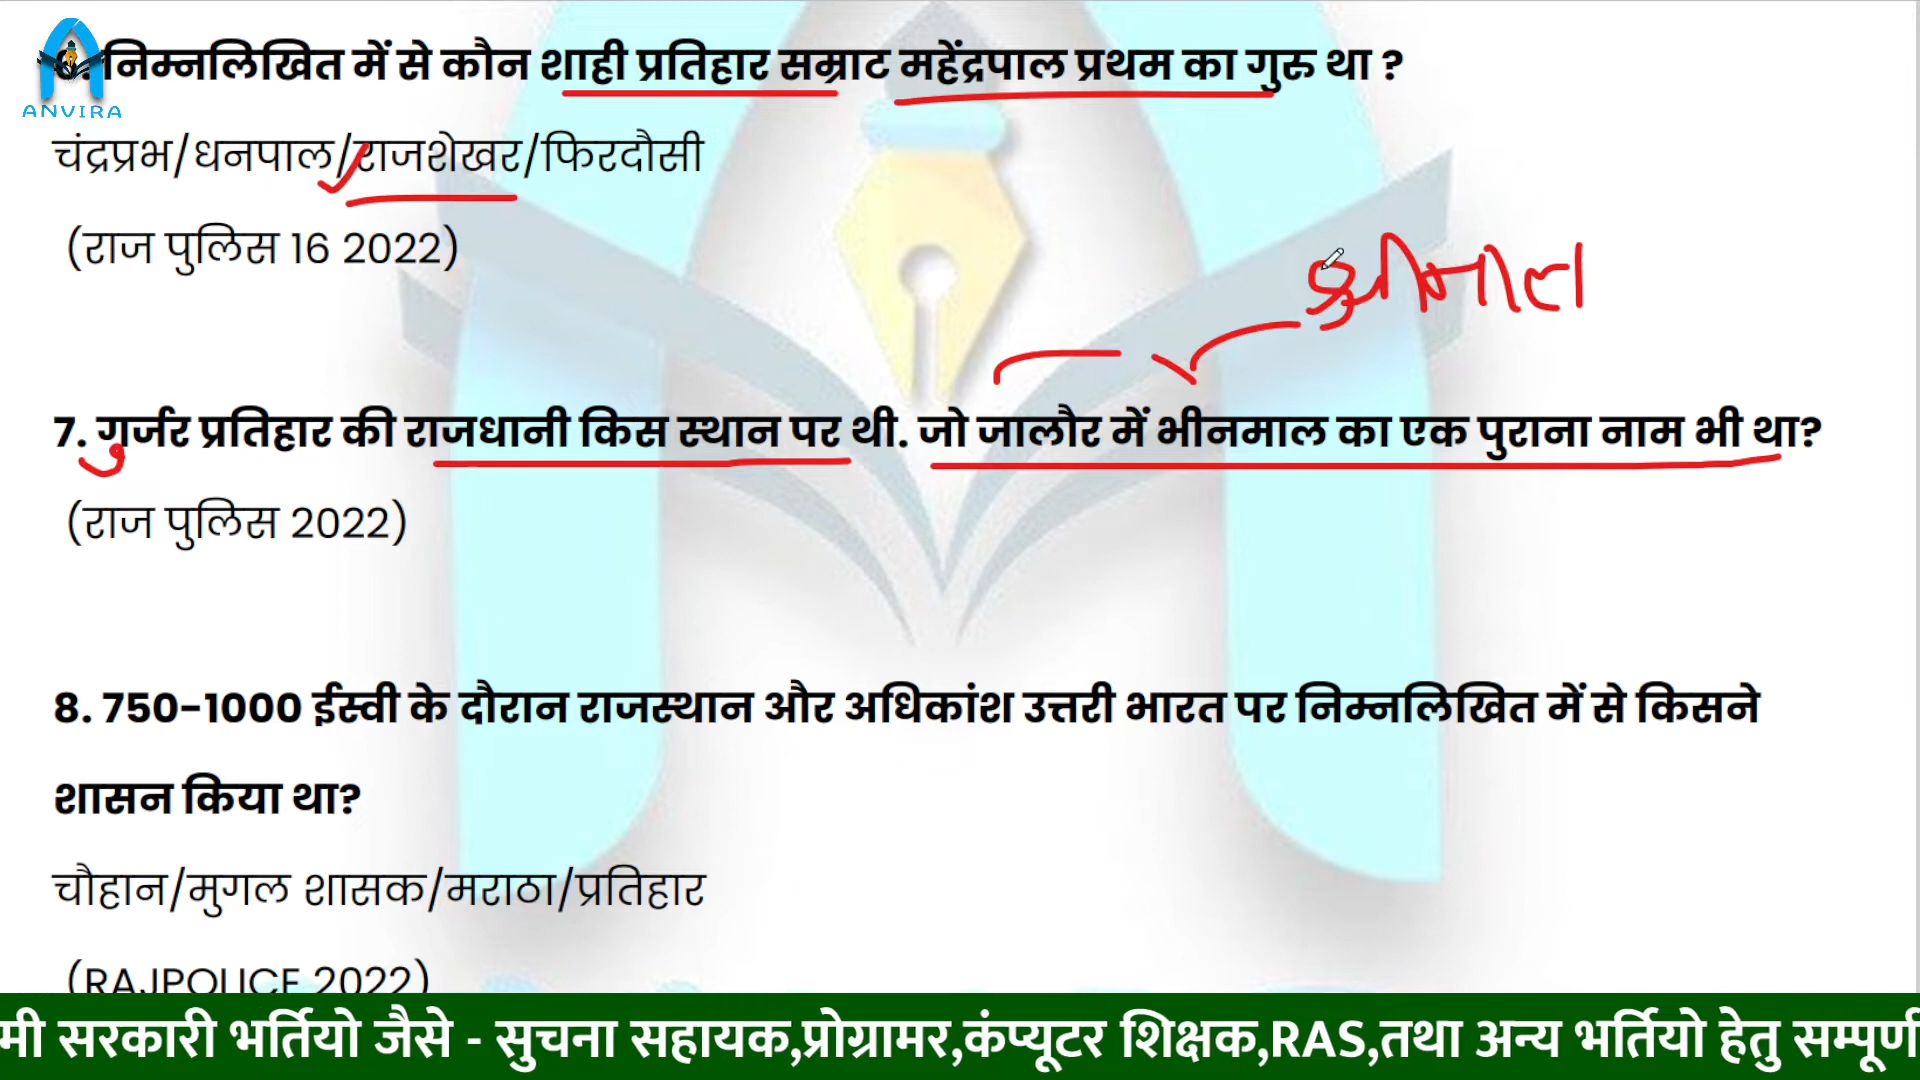 ANVIRA
6. निम्नलिखित में से कौन शाही प्रतिहार सम्राट महेंद्रपाल प्रथम का गुरु था ?
चंद्रप्रभ/धनपाल/राजशेखर/फिरदौसी
(राज पुलिस 16 2022)
श्रीमाल
7. गुर्जर प्रतिहार की राजधानी किस स्थान पर थी. जो जालौर में भीनमाल का एक पुराना नाम भी था?
(राज पुलिस 2022)
8. 750-1000 ईस्वी के दौरान राजस्थान और अधिकांश उत्तरी भारत पर निम्नलिखित में से किसने
शासन किया था?
चौहान/मुगल शासक/मराठा/प्रतिहार
(RAJPOLICE 2022)
मी सरकारी भर्तियो जैसे - सुचना सहायक,प्रोग्रामर,कंप्यूटर शिक्षक,RAS,तथा अन्य भर्तियो हेतु सम्पूर्ण